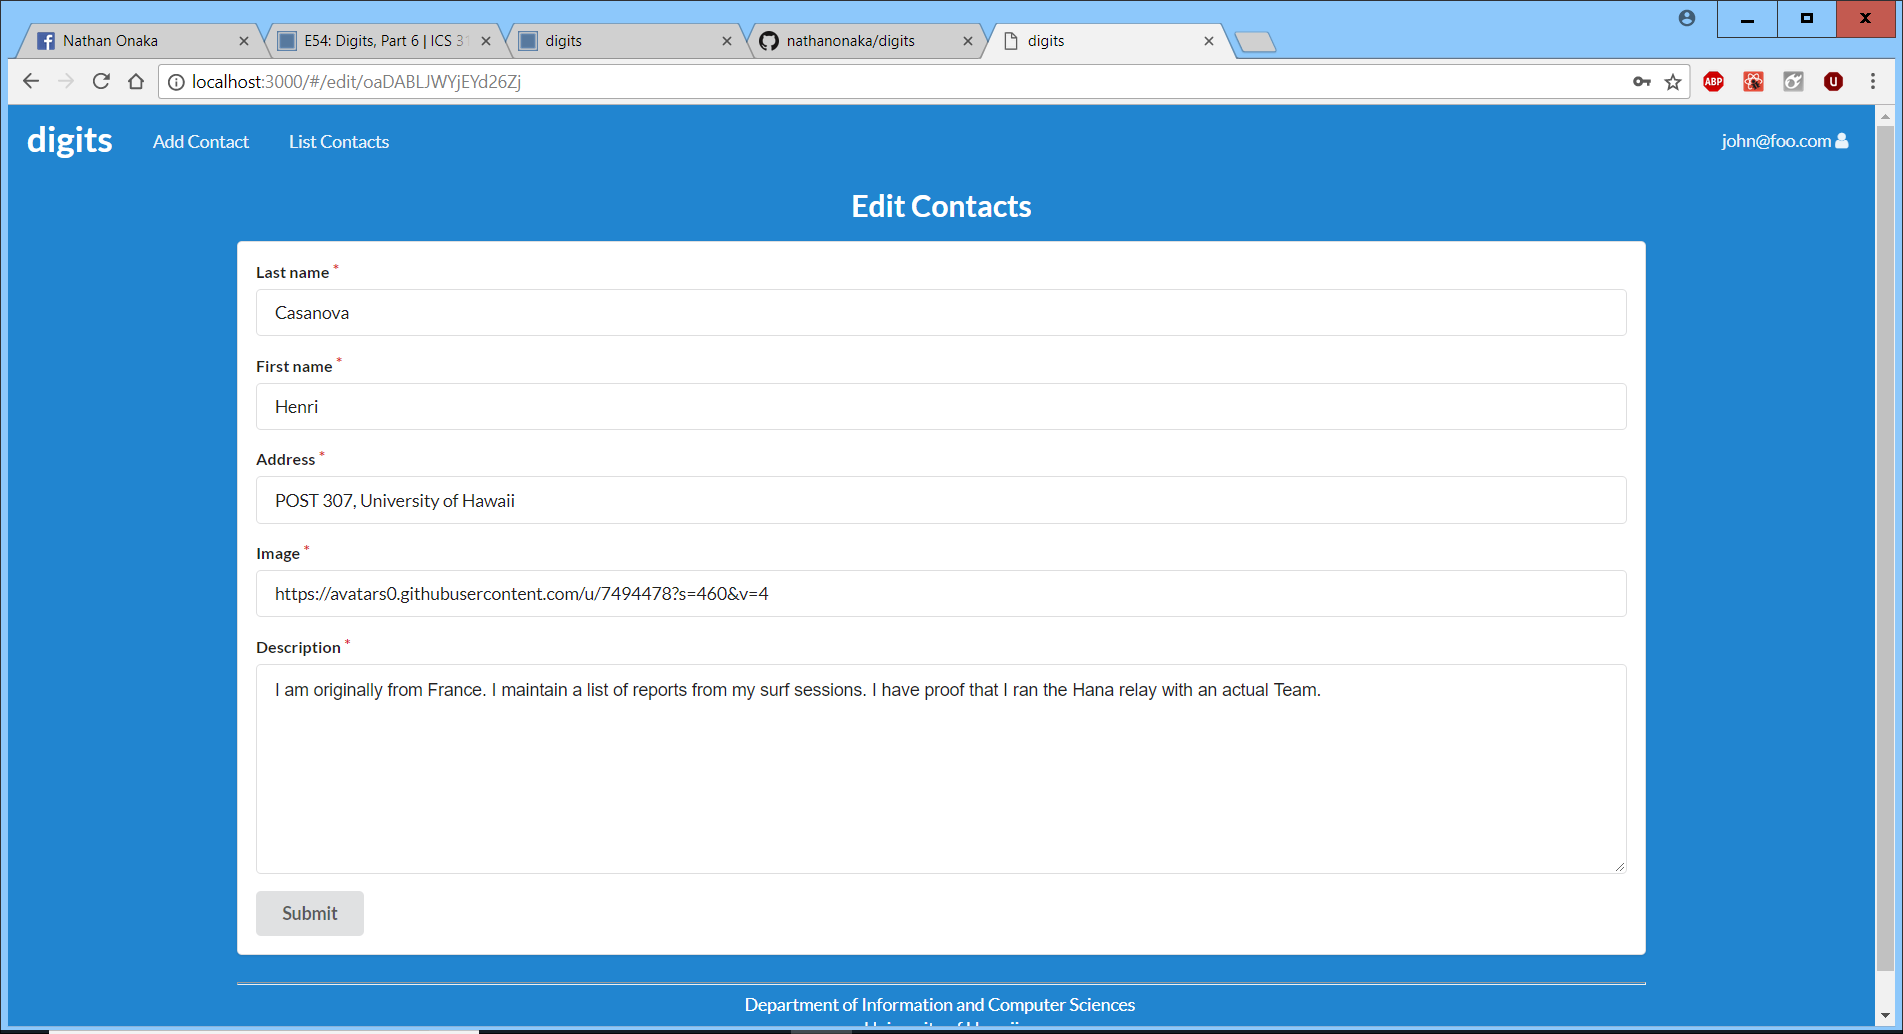 Nathan Onaka
E54: Digits, Part 6 | ICS 31
digits
nathanonaka/digits
digits
localhost:3000/#/edit/oaDABLJWYjEYd26Zj
ABP
U
digits
Add Contact
List Contacts
john@foo.com
Edit Contacts
Last name *
Casanova
First name *
Henri
Address *
POST 307, University of Hawaii
Image *
https://avatars0.githubusercontent.com/u/7494478?s=460&v=4
Description *
I am originally from France. I maintain a list of reports from my surf sessions. I have proof that I ran the Hana relay with an actual Team.
Submit
Department of Information and Computer Sciences
University of Hawaii